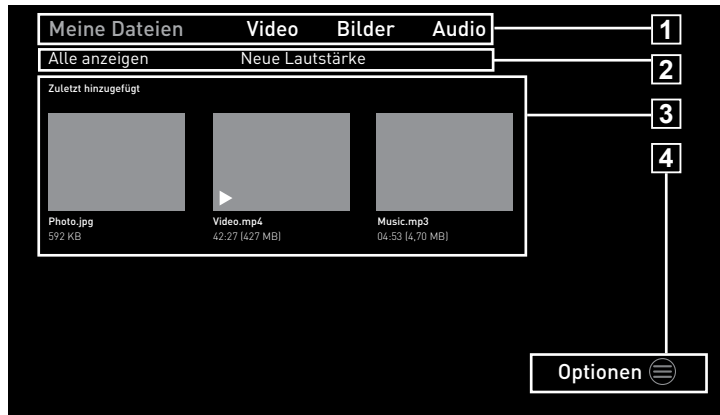 Meine Dateien Video Bilder Audio 1
Alle anzeigen Neue Lautstärke 2
Zuletzt hinzugefügt
3
4
Photo.jpg Video.mp4 Music.mp3
592 KB 42:27 (427 MB) 04:53 (4,70 MB)
Optionen